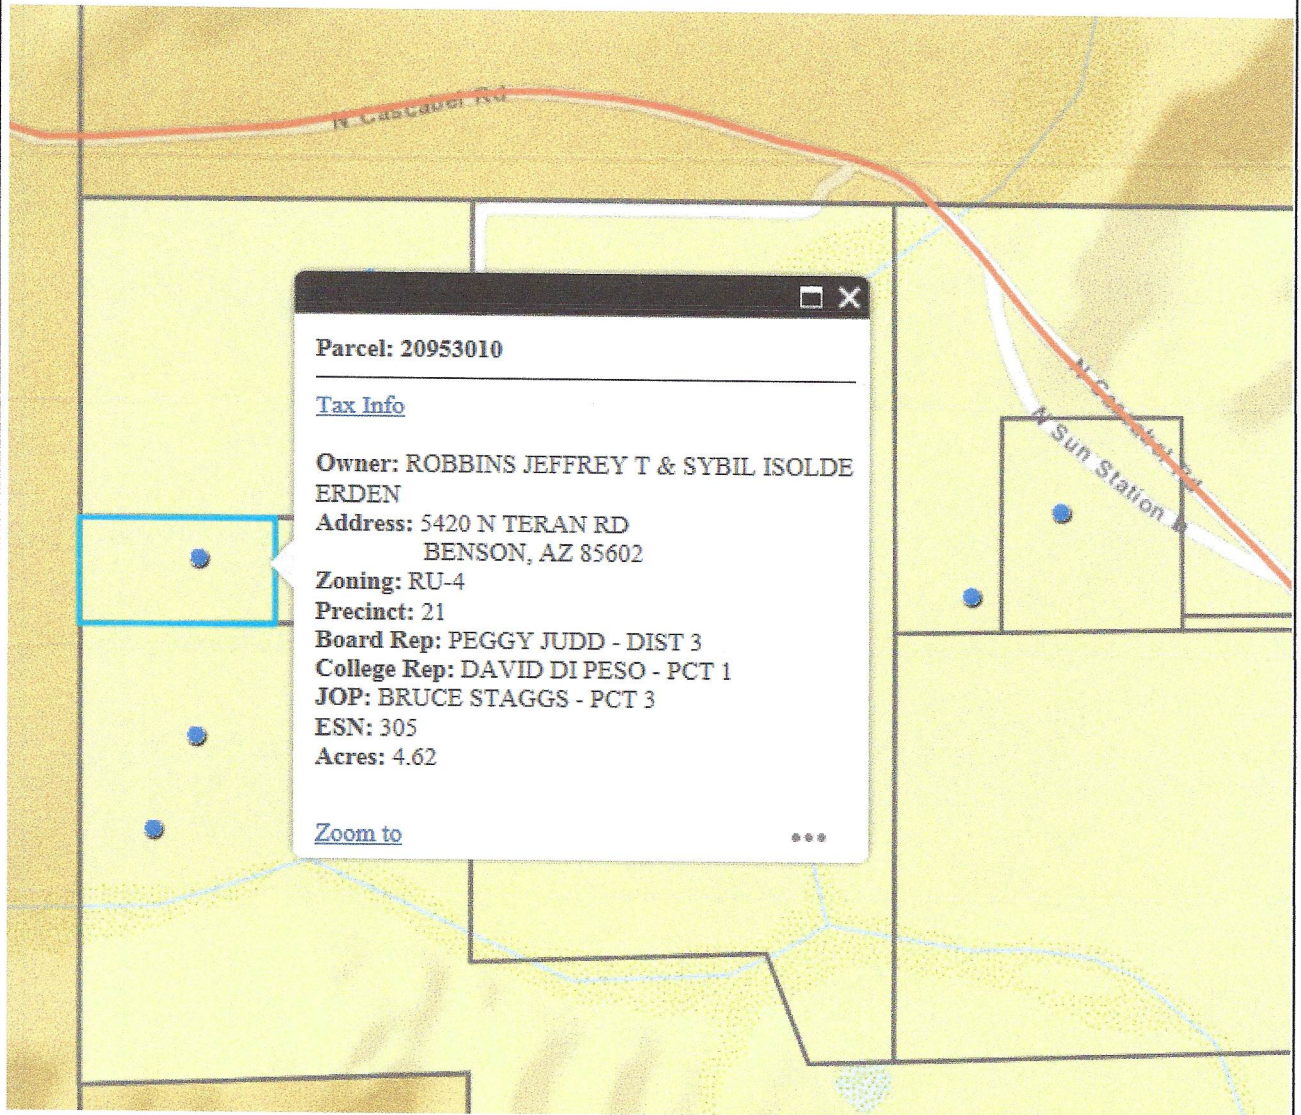 N Cascabel Rd
Parcel: 20953010
Tax Info
Owner: ROBBINS JEFFREY T & SYBIL ISOLDE
ERDEN
Address: 5420 N TERAN RD
BENSON, AZ 85602
Zoning: RU-4
Precinct: 21
Board Rep: PEGGY JUDD - DIST 3
College Rep: DAVID DI PESO - PCT 1
JOP: BRUCE STAGGS - PCT 3
ESN: 305
Acres: 4.62
Zoom to
N Cascabel Rd
N Sun Station